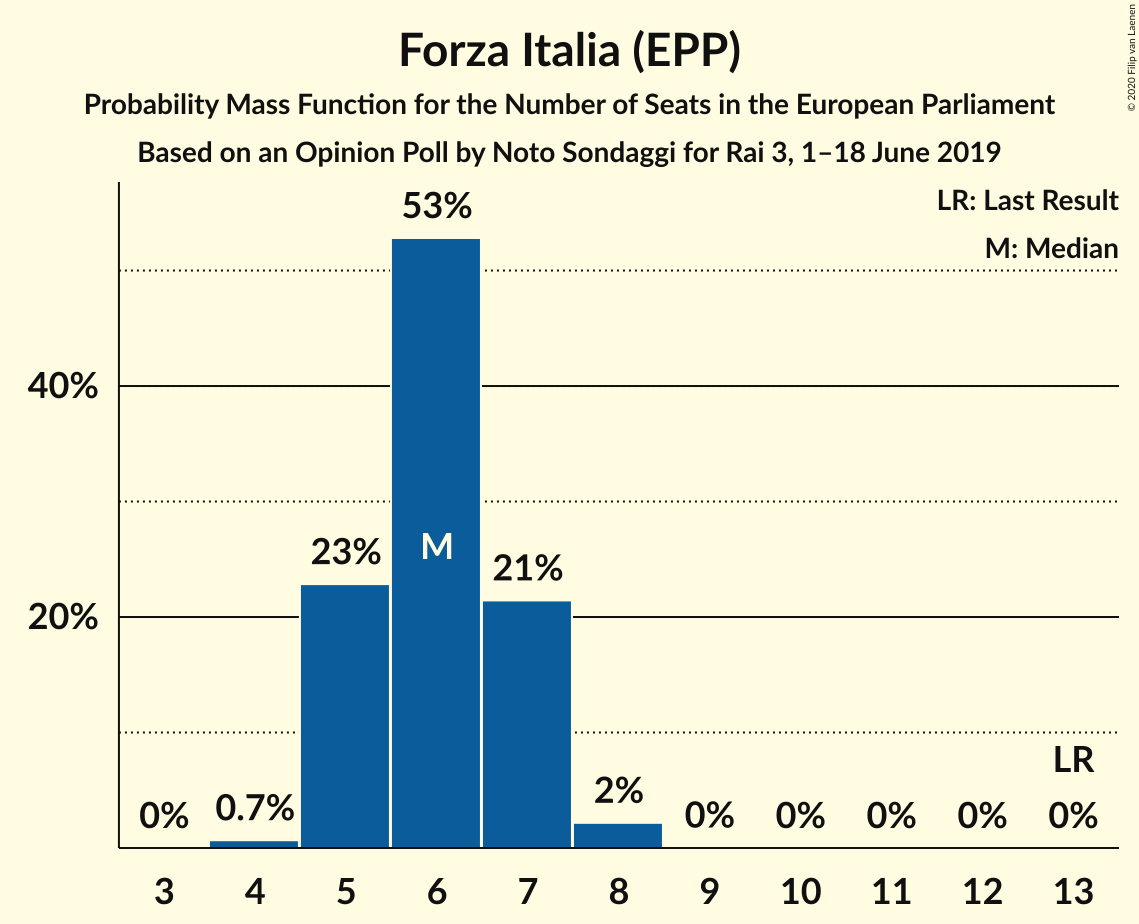 Forza Italia (EPP)
Probability Mass Function for the Number of Seats in the European Parliament
Based on an Opinion Poll by Noto Sondaggi for Rai 3, 1–18 June 2019
© 2020 Filip van Laenen
LR: Last Result
M: Median
53%
40%
23%
M
21%
20%
LR
0%
0.7%
2%
0%
0%
0%
0%
0%
3 4 5 6 7 8 9 10 11 12 13